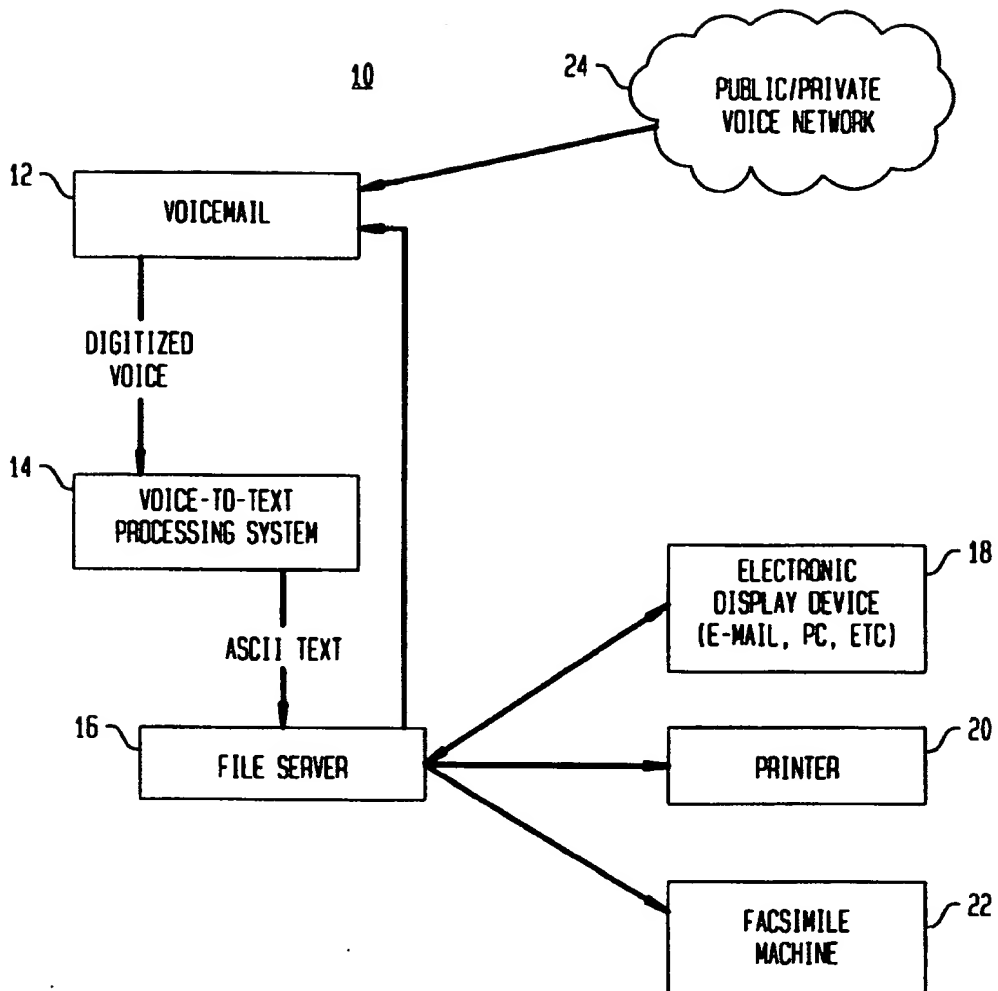 10
24
PUBLIC/PRIVATE
VOICE NETWORK
12
VOICEMAIL
DIGITIZED
VOICE
14
VOICE-TO-TEXT
PROCESSING SYSTEM
18
ELECTRONIC
DISPLAY DEVICE
(E-MAIL, PC, ETC)
ASCII TEXT
16
FILE SERVER
20
PRINTER
22
FACSIMILE
MACHINE